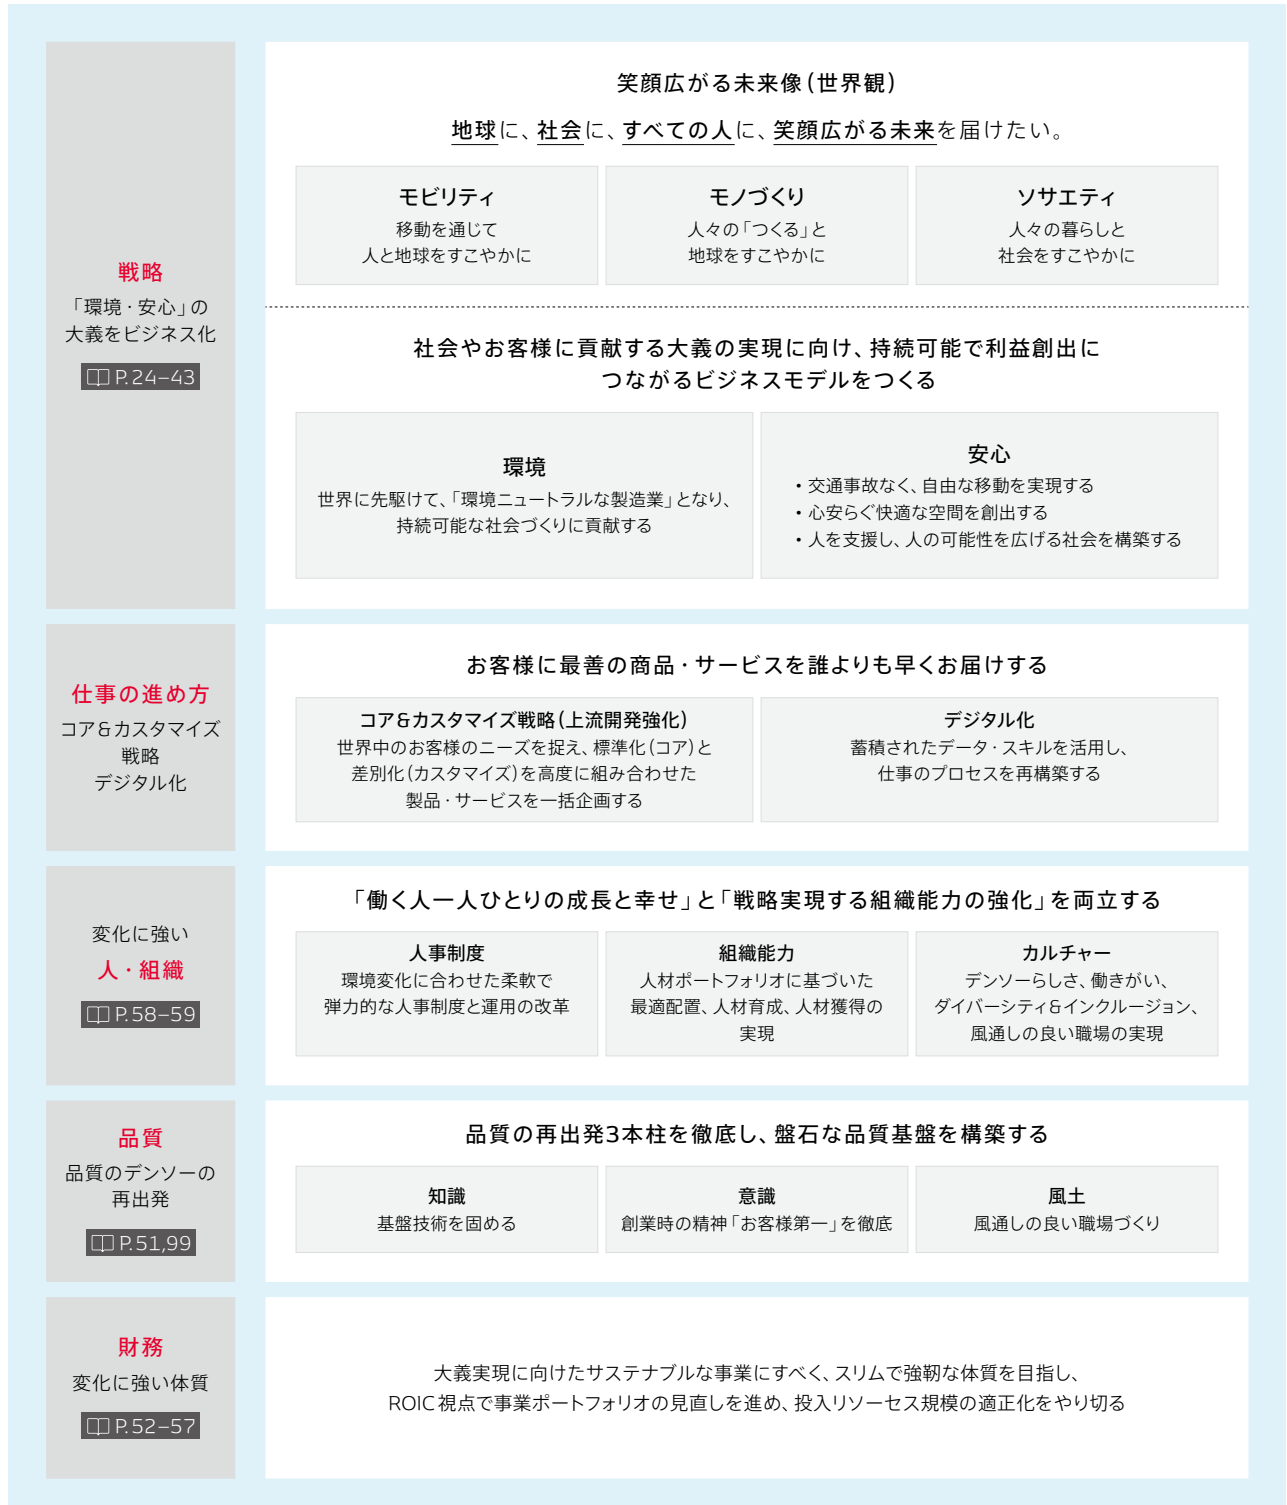 戦略
「環境・安心」の
大義をビジネス化
P.24–43
笑顔広がる未来像(世界観)
地球に、社会に、すべての人に、笑顔広がる未来を届けたい。
モビリティ
移動を通じて
人と地球をすこやかに
モノづくり
人々の「つくる」と
地球をすこやかに
ソサエティ
人々の暮らしと
社会をすこやかに
社会やお客様に貢献する大義の実現に向け、持続可能で利益創出に
つながるビジネスモデルをつくる
環境
世界に先駆けて、「環境ニュートラルな製造業」となり、
持続可能な社会づくりに貢献する
安心
・交通事故なく、自由な移動を実現する
・心安らぐ快適な空間を創出する
・人を支援し、人の可能性を広げる社会を構築する
仕事の進め方
コア&カスタマイズ
戦略
デジタル化
お客様に最善の商品・サービスを誰よりも早くお届けする
コア&カスタマイズ戦略(上流開発強化)
世界中のお客様のニーズを捉え、標準化(コア)と
差別化(カスタマイズ)を高度に組み合わせた
製品・サービスを一括企画する
デジタル化
蓄積されたデータ・スキルを活用し、
仕事のプロセスを再構築する
変化に強い
人・組織
P.58–59
「働く人一人ひとりの成長と幸せ」と「戦略実現する組織能力の強化」を両立する
人事制度
環境変化に合わせた柔軟で
弾力的な人事制度と運用の改革
組織能力
人材ポートフォリオに基づいた
最適配置、人材育成、人材獲得の
実現
カルチャー
デンソーらしさ、働きがい、
ダイバーシティ&インクルージョン、
風通しの良い職場の実現
品質
品質のデンソーの
再出発
P.51,99
品質の再出発3本柱を徹底し、盤石な品質基盤を構築する
知識
基盤技術を固める
意識
創業時の精神「お客様第一」を徹底
風土
風通しの良い職場づくり
財務
変化に強い体質
P.52–57
大義実現に向けたサステナブルな事業にすべく、スリムで強靭な体質を目指し、
ROIC視点で事業ポートフォリオの見直しを進め、投入リソーセス規模の適正化をやり切る